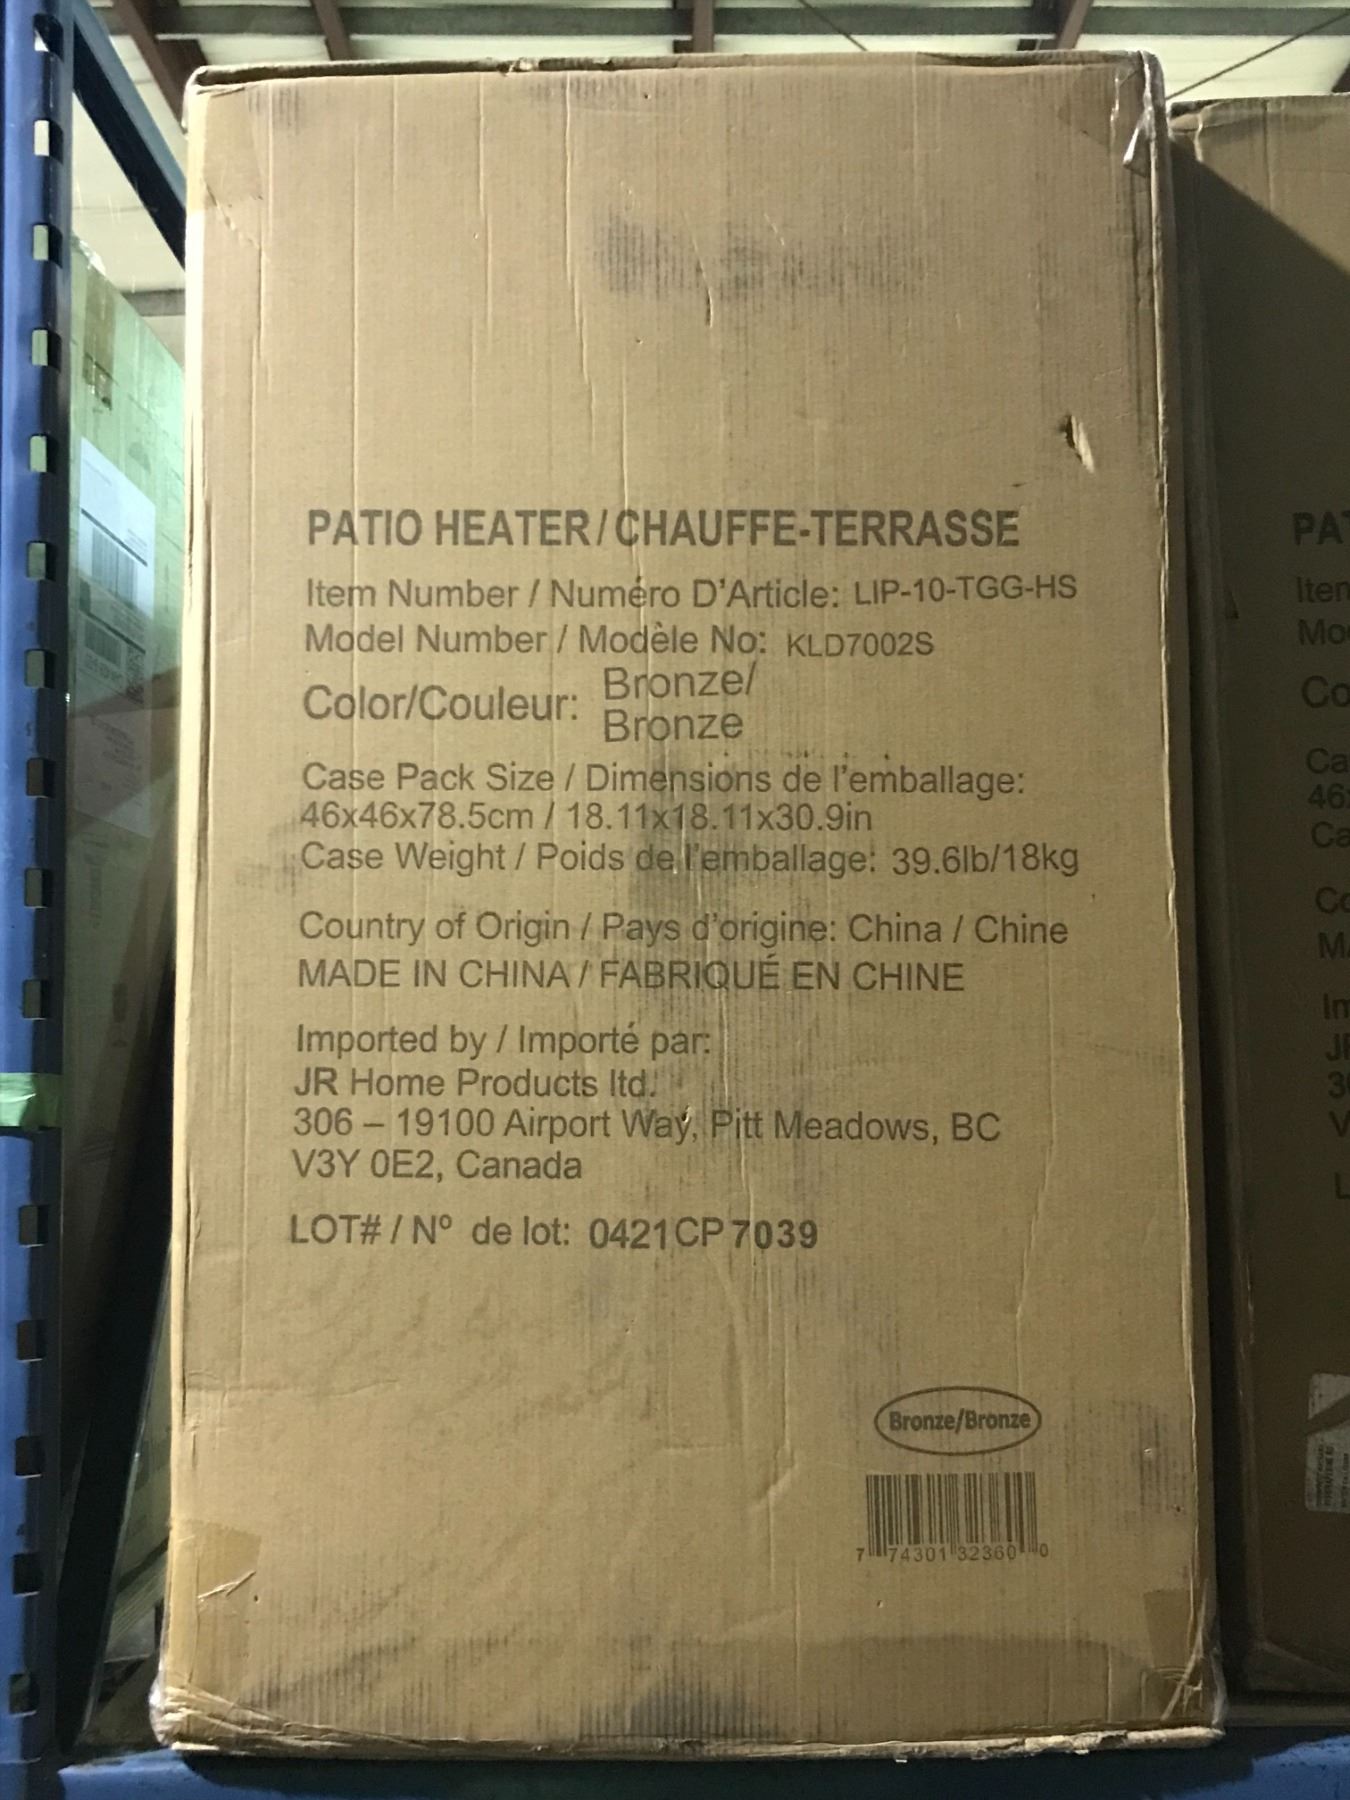 PATIO HEATER/CHAUFFE-TERRASSE
Item Number / Numéro D'Article: LIP-10-TGG-HS
Model Number / Modèle No: KLD7002S
Color/Couleur: Bronze/
Bronze
Case Pack Size / Dimensions de l'emballage:
46x46x78.5cm / 18.11x18.11x30.9in
Case Weight / Poids de l'emballage: 39.6lb/18kg
Country of Origin / Pays d'origine: China / Chine
MADE IN CHINA / FABRIQUÉ EN CHINE
Imported by / Importé par:
JR Home Products ltd.
306 – 19100 Airport Way, Pitt Meadows, BC
V3Y 0E2, Canada
LOT# / Nº de lot: 0421CP7039
Bronze/Bronze
7 74301 32360 0